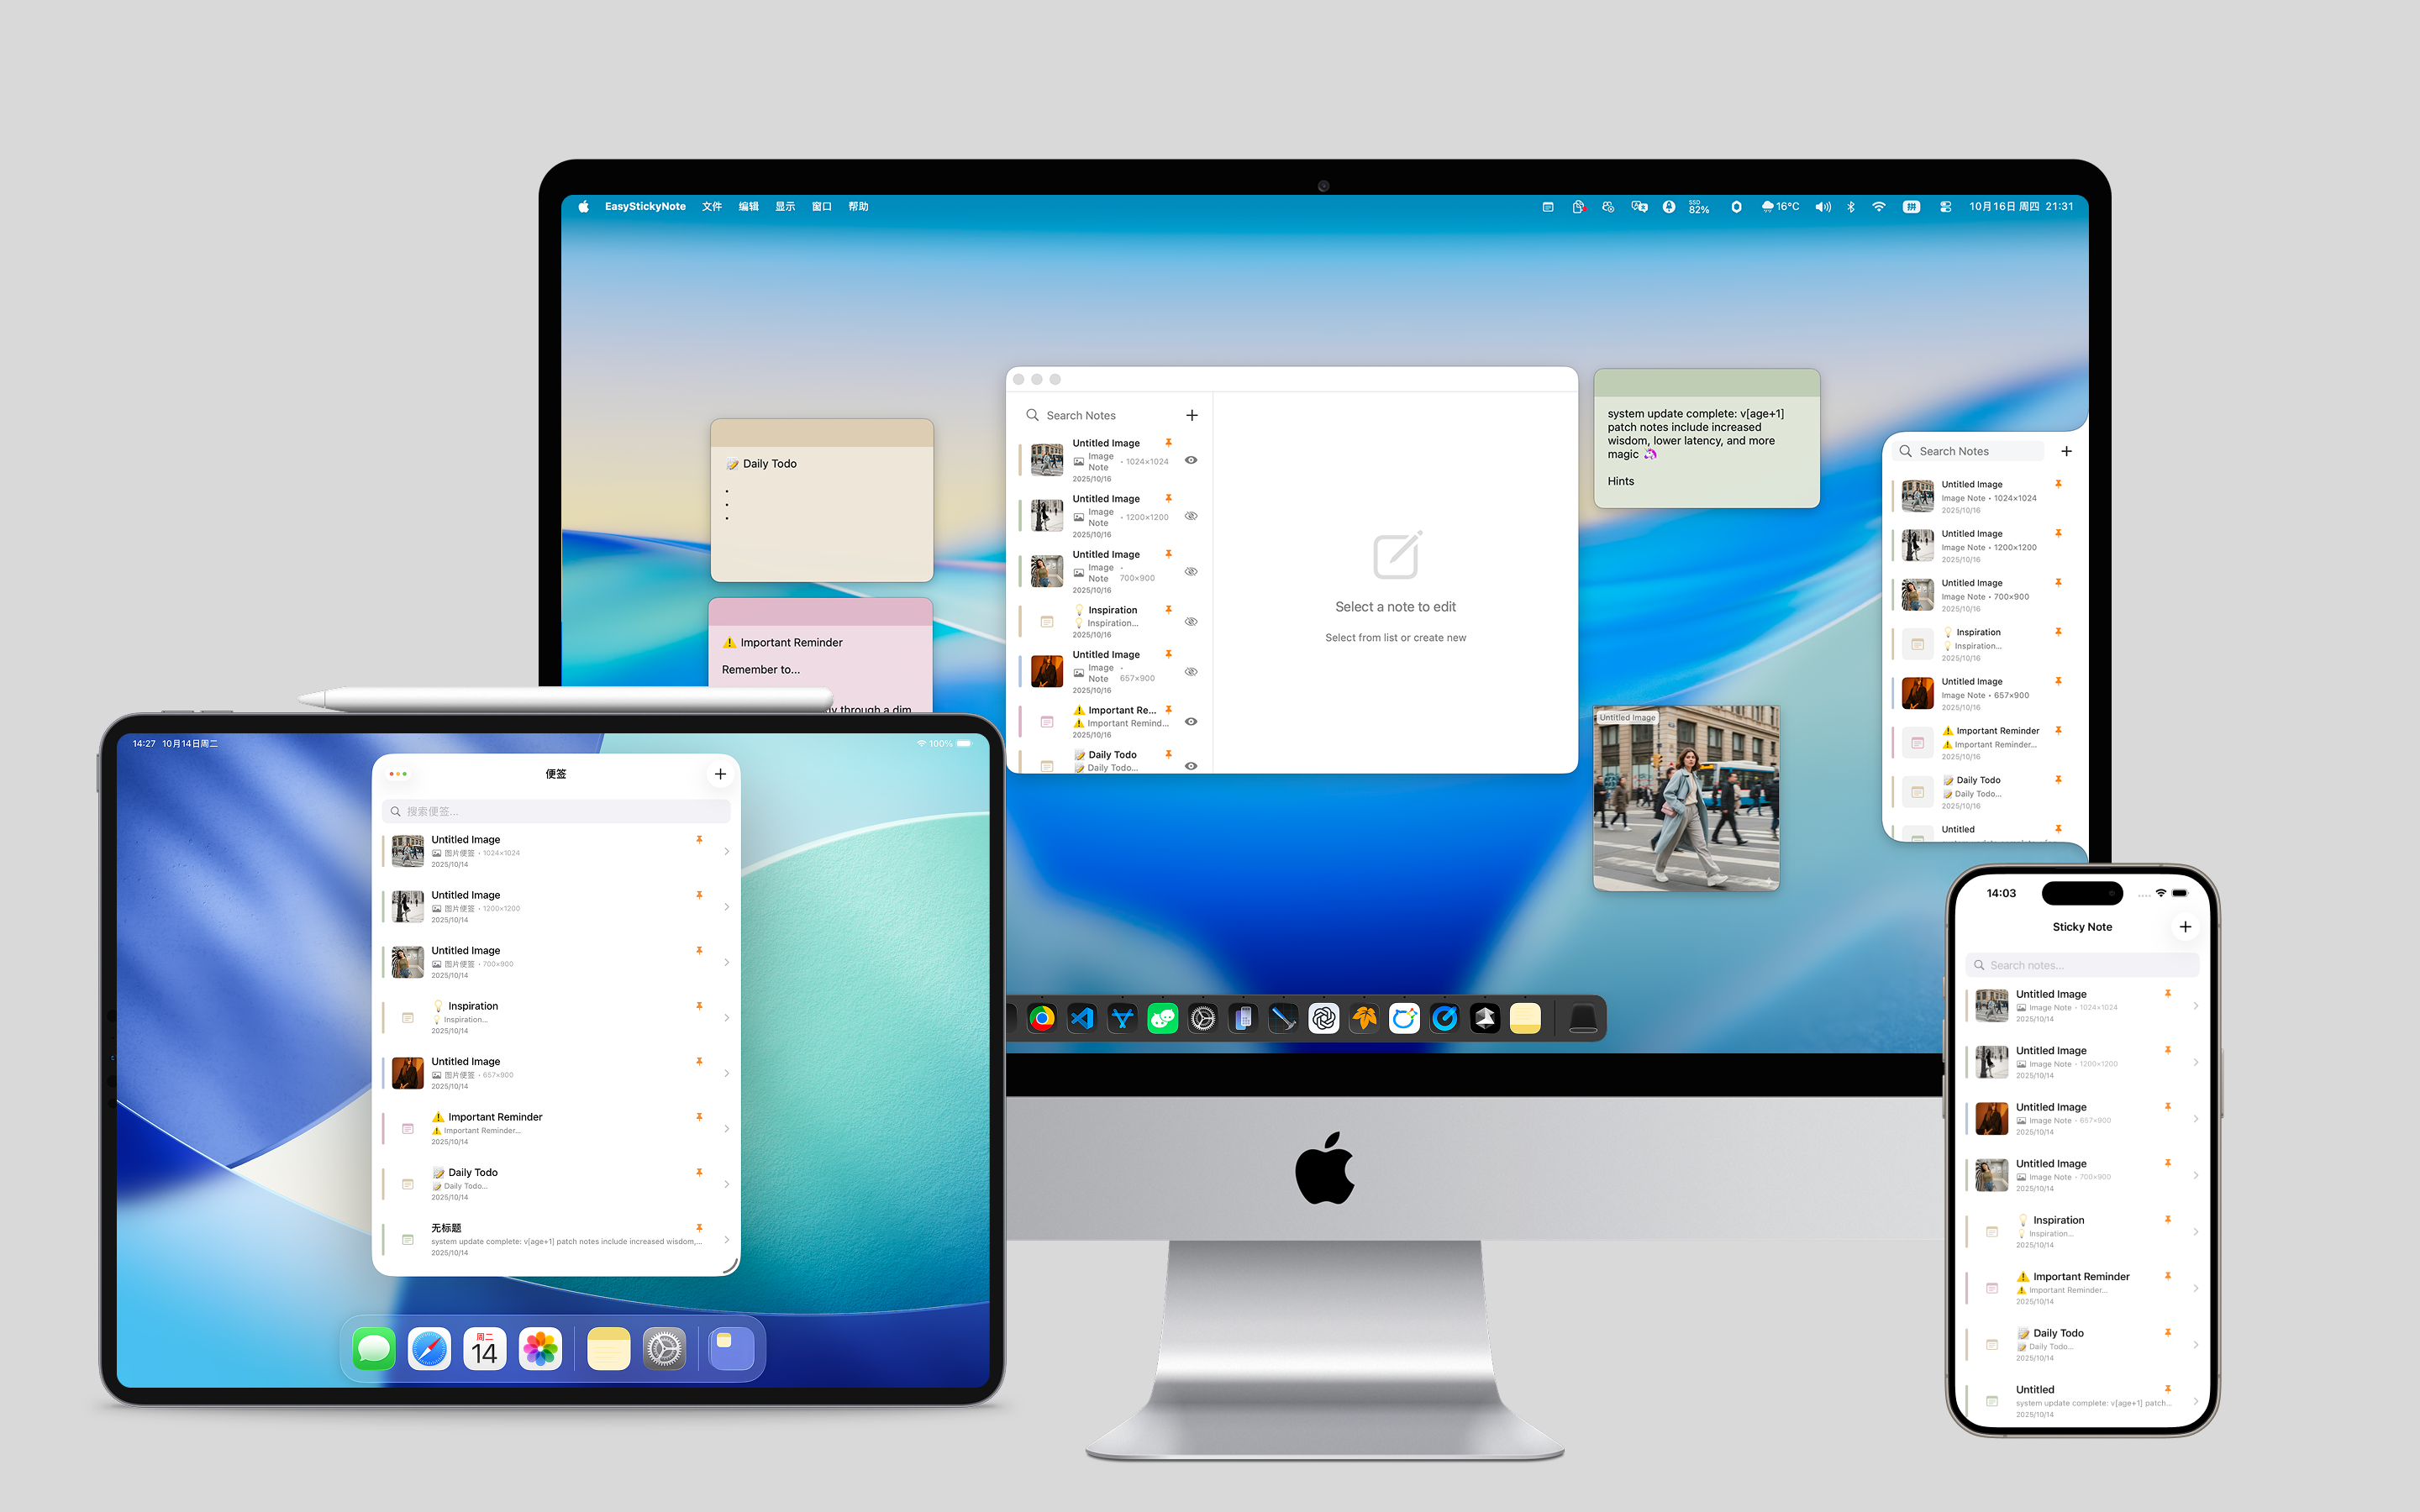 EasyStickyNote 文件 编辑 显示 窗口 帮助
SSD 82% 16°C 拼 10月16日 周四 21:31
📝 Daily Todo
•
•
•
⚠️ Important Reminder
Remember to...
through a dim
Search Notes
Untitled Image
Image Note • 1024×1024
2025/10/16
Untitled Image
Image Note • 1200×1200
2025/10/16
Untitled Image
Image Note • 700×900
2025/10/16
💡 Inspiration
💡 Inspiration...
2025/10/16
Untitled Image
Image Note • 657×900
2025/10/16
⚠️ Important Re...
⚠️ Important Remind...
2025/10/16
📝 Daily Todo
📝 Daily Todo...
Select a note to edit
Select from list or create new
system update complete: v[age+1]
patch notes include increased
wisdom, lower latency, and more
magic 🦄
Hints
Untitled Image
Search Notes
Untitled Image
Image Note • 1024×1024
2025/10/16
Untitled Image
Image Note • 1200×1200
2025/10/16
Untitled Image
Image Note • 700×900
2025/10/16
💡 Inspiration
💡 Inspiration...
2025/10/16
Untitled Image
Image Note • 657×900
2025/10/16
⚠️ Important Reminder
⚠️ Important Reminder...
2025/10/16
📝 Daily Todo
📝 Daily Todo...
2025/10/16
Untitled
14:27 10月14日周二
100%
便签
搜索便签...
Untitled Image
图片便签 • 1024×1024
2025/10/14
Untitled Image
图片便签 • 1200×1200
2025/10/14
Untitled Image
图片便签 • 700×900
2025/10/14
💡 Inspiration
💡 Inspiration...
2025/10/14
Untitled Image
图片便签 • 657×900
2025/10/14
⚠️ Important Reminder
⚠️ Important Reminder...
2025/10/14
📝 Daily Todo
📝 Daily Todo...
2025/10/14
无标题
system update complete: v[age+1] patch notes include increased wisdom,...
2025/10/14
周二
14
14:03
Sticky Note
Search notes...
Untitled Image
Image Note • 1024×1024
2025/10/14
Untitled Image
Image Note • 1200×1200
2025/10/14
Untitled Image
Image Note • 657×900
2025/10/14
Untitled Image
Image Note • 700×900
2025/10/14
💡 Inspiration
💡 Inspiration...
2025/10/14
⚠️ Important Reminder
⚠️ Important Reminder...
2025/10/14
📝 Daily Todo
📝 Daily Todo...
2025/10/14
Untitled
system update complete: v[age+1] patch...
2025/10/14